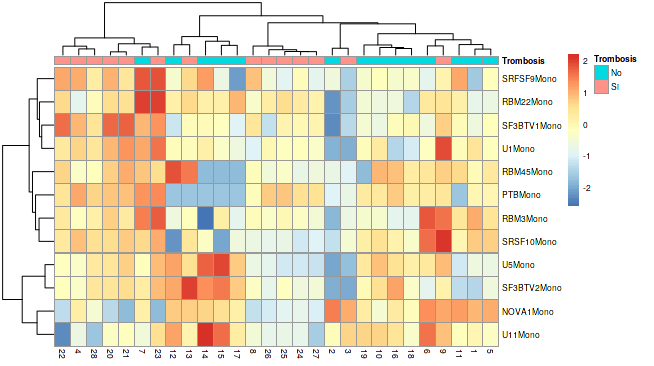 Trombosis
SRFSF9Mono
RBM22Mono
SF3BTV1Mono
U1Mono
RBM45Mono
PTBMono
RBM3Mono
SRSF10Mono
U5Mono
SF3BTV2Mono
NOVA1Mono
U11Mono
22 4 28 20 21 7 23 12 13 14 15 17 8 26 25 24 27 2 3 19 10 16 18 6 9 11 1 5
2
1
0
-1
-2
Trombosis
No
SI